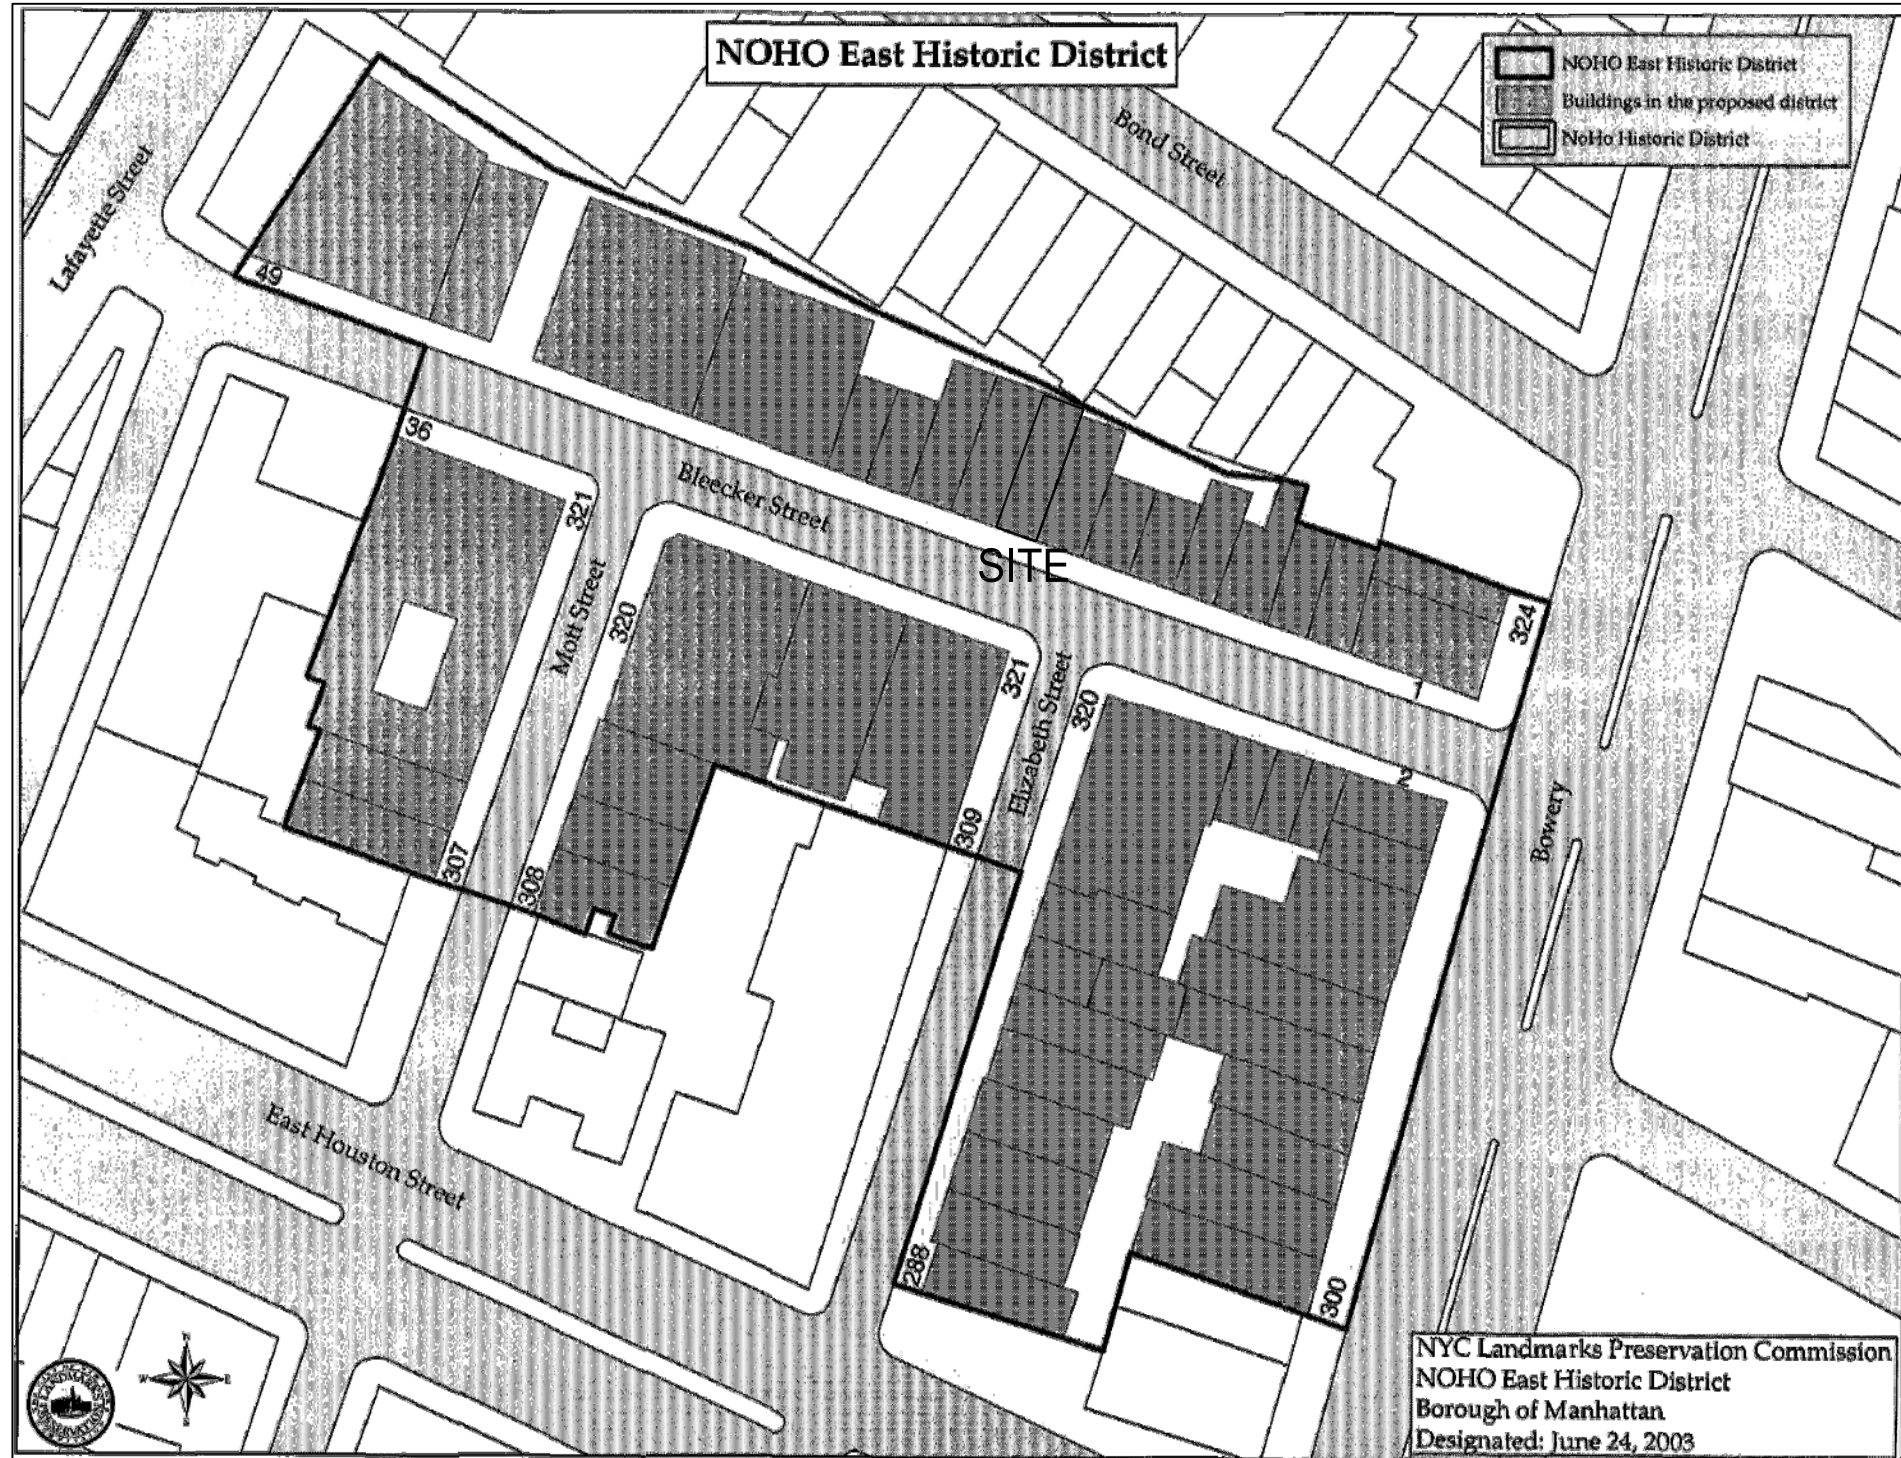 NOHO East Historic District
NOHO East Historic District
Buildings in the proposed district
NoHo Historic District
Bond Street
Lafayette Street
49
36
321
Bleecker Street
SITE
Mott Street
320
324
321
Elizabeth Street
320
1
2
Bowery
309
307
308
East Houston Street
288
300
N
W
E
S
NYC Landmarks Preservation Commission
NOHO East Historic District
Borough of Manhattan
Designated: June 24, 2003